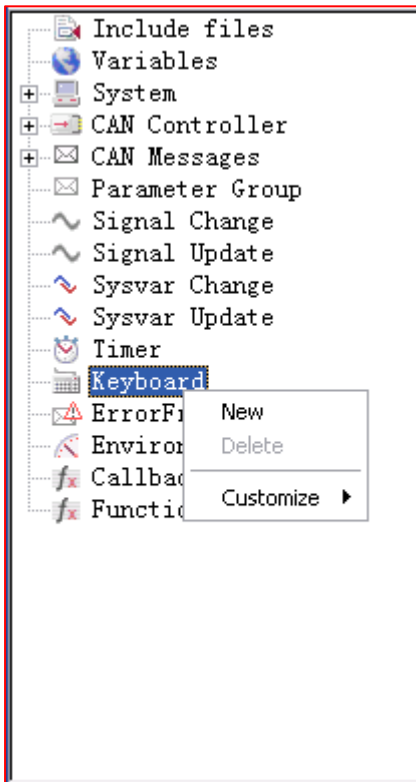 Include files
Variables
System
CAN Controller
CAN Messages
Parameter Group
Signal Change
Signal Update
Sysvar Change
Sysvar Update
Timer
Keyboard
New
Delete
Customize